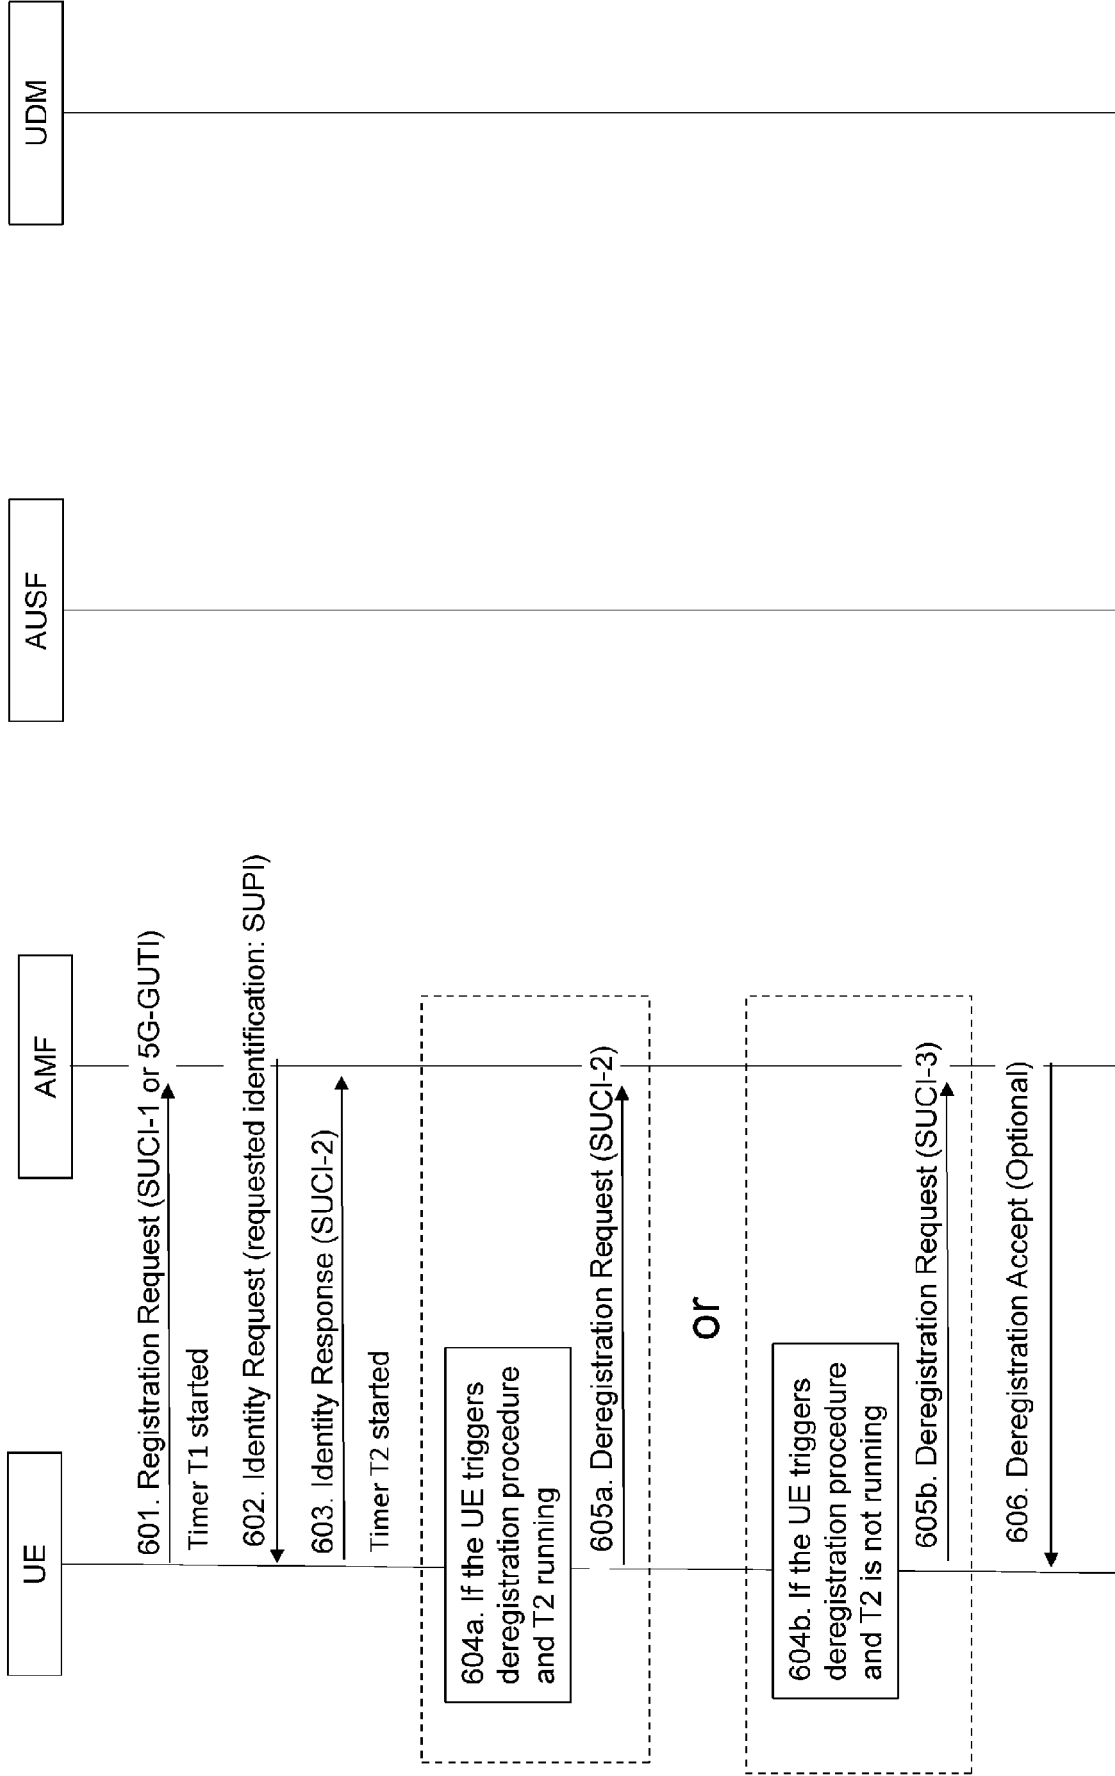 UE
AMF
AUSF
UDM
601. Registration Request (SUCI-1 or 5G-GUTI)
Timer T1 started
602. Identity Request (requested identification: SUPI)
603. Identity Response (SUCI-2)
Timer T2 started
604a. If the UE triggers
deregistration procedure
and T2 running
605a. Deregistration Request (SUCI-2)
or
604b. If the UE triggers
deregistration procedure
and T2 is not running
605b. Deregistration Request (SUCI-3)
606. Deregistration Accept (Optional)